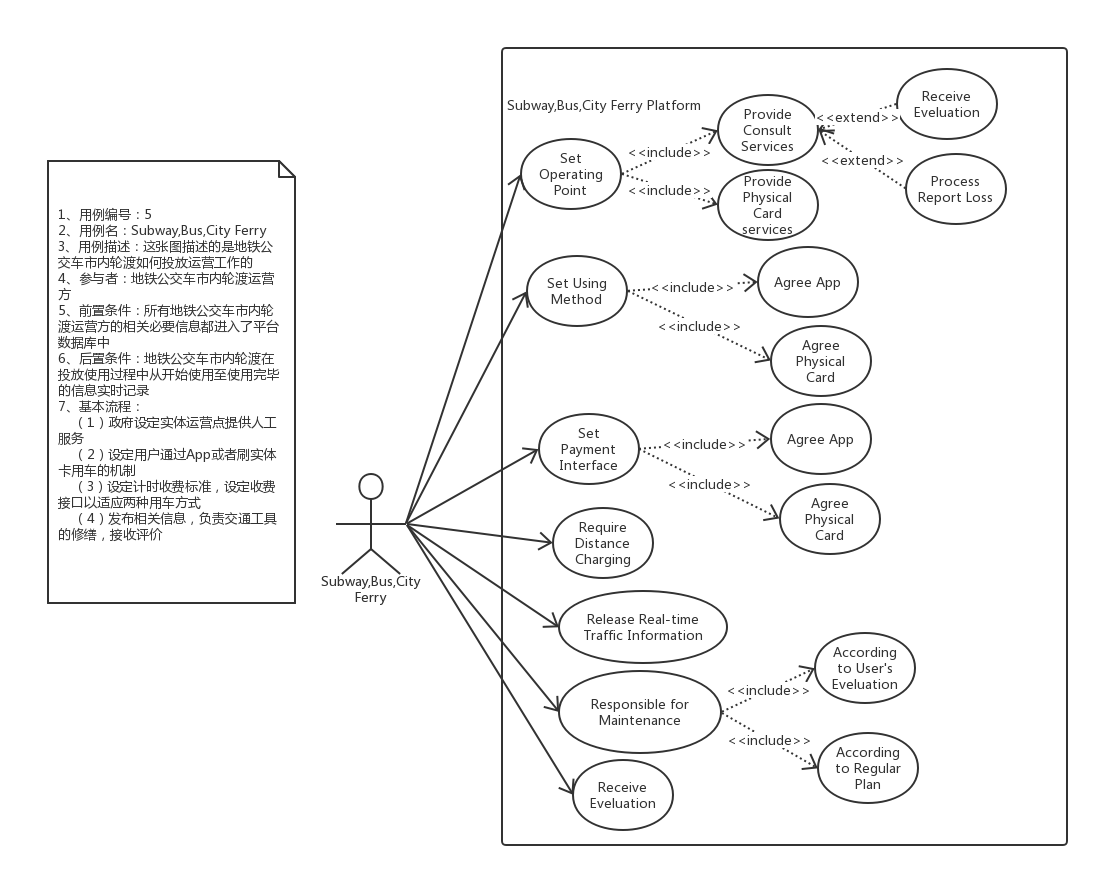 1、用例编号：5
2、用例名：Subway,Bus,City Ferry
3、用例描述：这张图描述的是地铁公
交车市内轮渡如何投放运营工作的
4、参与者：地铁公交车市内轮渡运营
方
5、前置条件：所有地铁公交车市内轮
渡运营方的相关必要信息都进入了平台
数据库中
6、后置条件：地铁公交车市内轮渡在
投放使用过程中从开始使用至使用完毕
的信息实时记录
7、基本流程：
（1）政府设定实体运营点提供人工
服务
（2）设定用户通过App或者刷实体
卡用车的机制
（3）设定计时收费标准，设定收费
接口以适应两种用车方式
（4）发布相关信息，负责交通工具
的修缮，接收评价
Subway,Bus,City
Ferry
Subway,Bus,City Ferry Platform
Set
Operating
Point
<<include>>
<<include>>
Provide
Consult
Services
Provide
Physical
Card
services
<<extend>>
<<extend>>
Receive
Eveluation
Process
Report Loss
Set Using
Method
<<include>>
<<include>>
Agree App
Agree
Physical
Card
Set
Payment
Interface
<<include>>
<<include>>
Agree App
Agree
Physical
Card
Require
Distance
Charging
Release Real-time
Traffic Information
Responsible for
Maintenance
<<include>>
<<include>>
According
to User's
Eveluation
According
to Regular
Plan
Receive
Eveluation